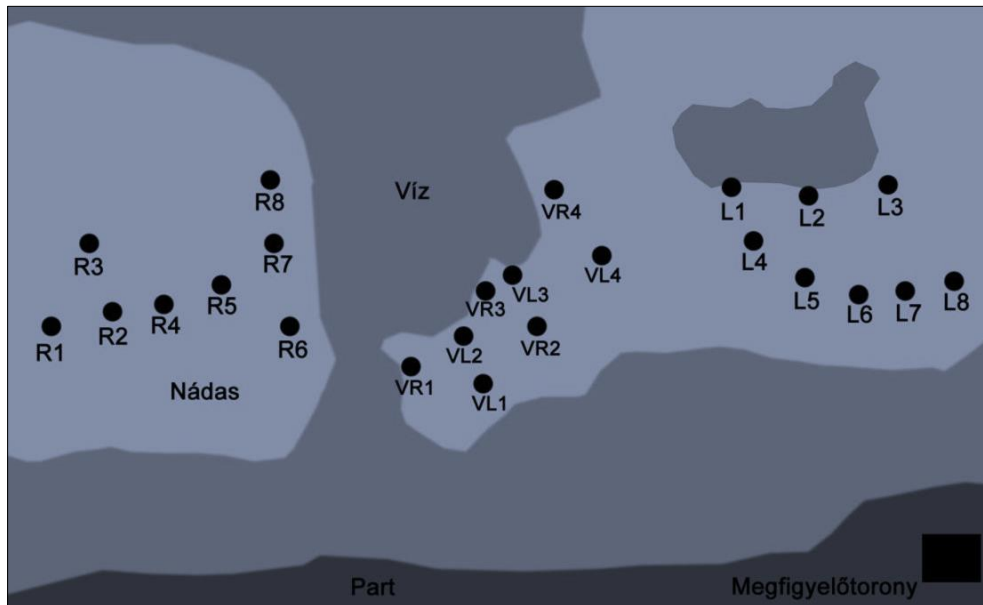 R8
Víz
VR4
L1
L2
L3
R3
R7
VL4
L4
R5
VL3
L5
L6
L7
L8
R1
R2
R4
R6
VR3
VL2
VR2
Nádas
VR1
VL1
Part
Megfigyelőtorony